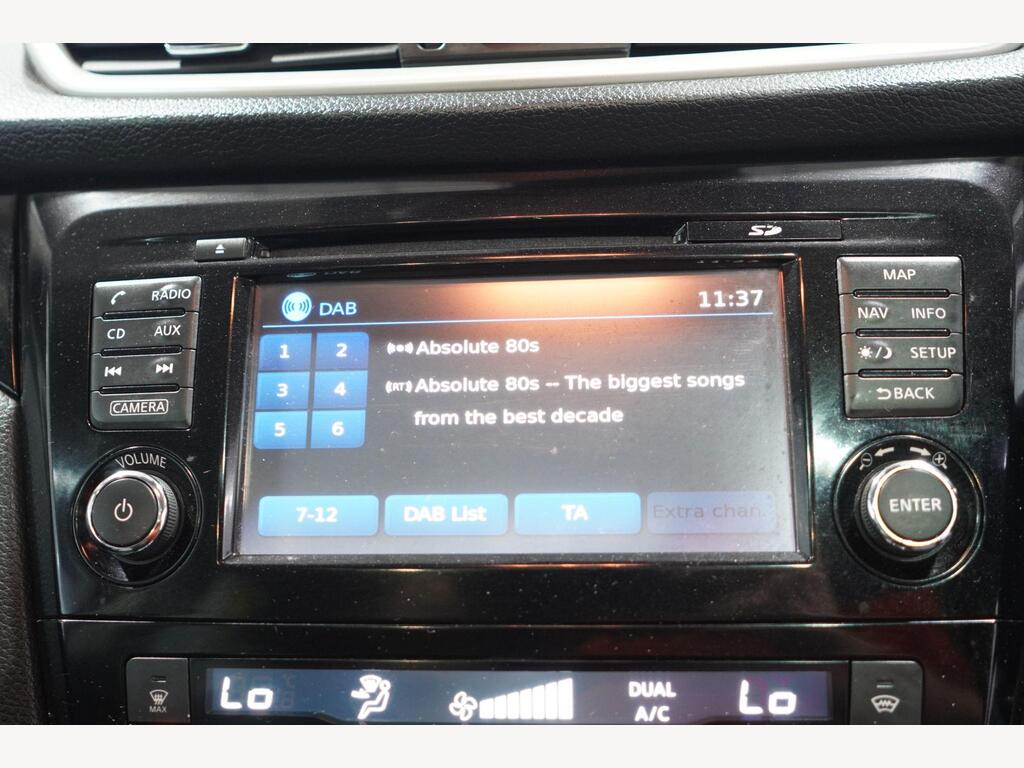 SD
RADIO
CD AUX
CAMERA
VOLUME
DAB 11:37
1 2 Absolute 80s
3 4 (RT) Absolute 80s -- The biggest songs
from the best decade
5 6
7-12 DAB List TA Extra chan.
MAP
NAV INFO
SETUP
BACK
ENTER
MAX
Lo DUAL Lo
A/C